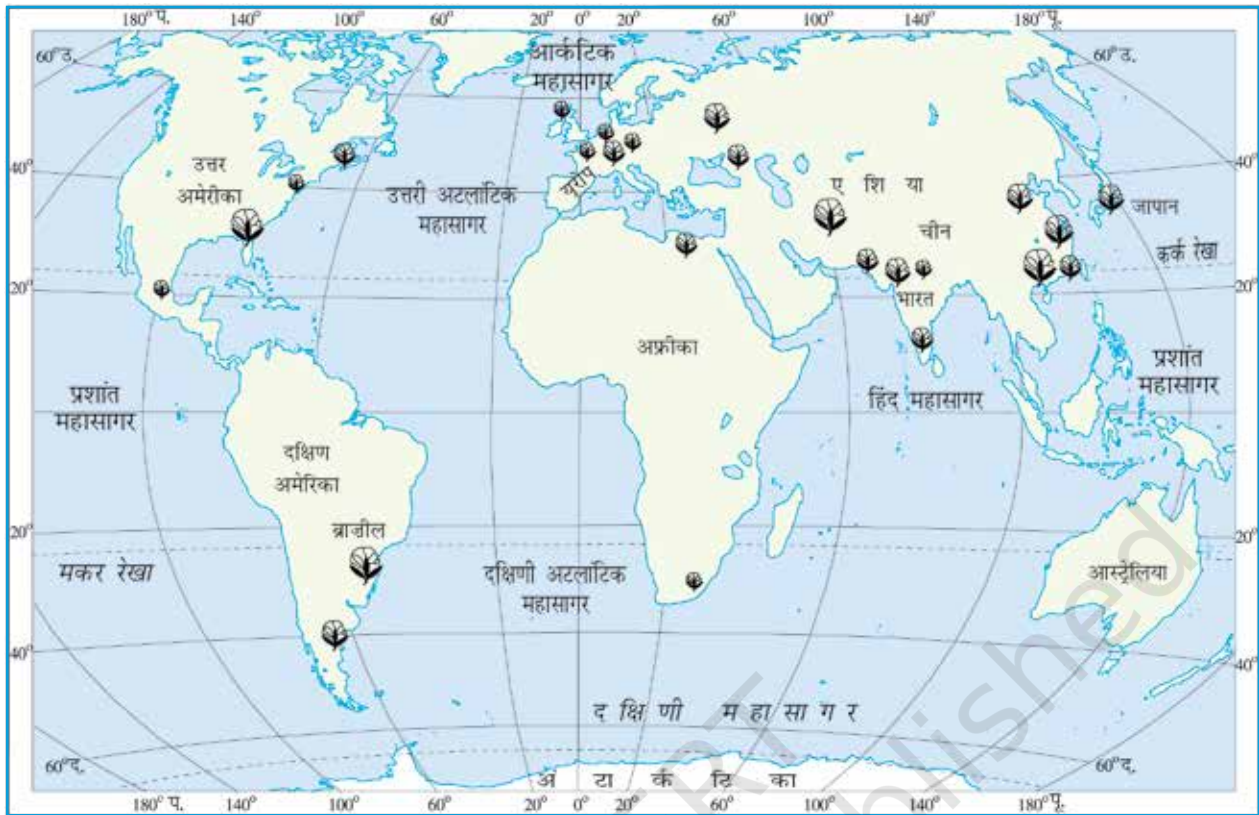 180° प. 140° 100° 60° 20° 0° 20° 60° 100° 140° 180° पू.
60° उ.
60° उ.
आर्कटिक
महासागर
40°
40°
उत्तर
अमेरीका
उत्तरी अटलांटिक
महासागर
यूरोप
ए शि या
जापान
चीन
कर्क रेखा
20°
20°
भारत
अफ्रीका
प्रशांत
महासागर
हिंद महासागर
प्रशांत
महासागर
दक्षिण
अमेरिका
ब्राज़ील
20°
20°
मकर रेखा
दक्षिणी अटलांटिक
महासागर
आस्ट्रेलिया
40°
40°
द क्षि णी म हा सा ग र
60° द.
60° द.
अं टा र्क टि का
180° प. 140° 100° 60° 20° 0° 20° 60° 100° 140° 180° पू.